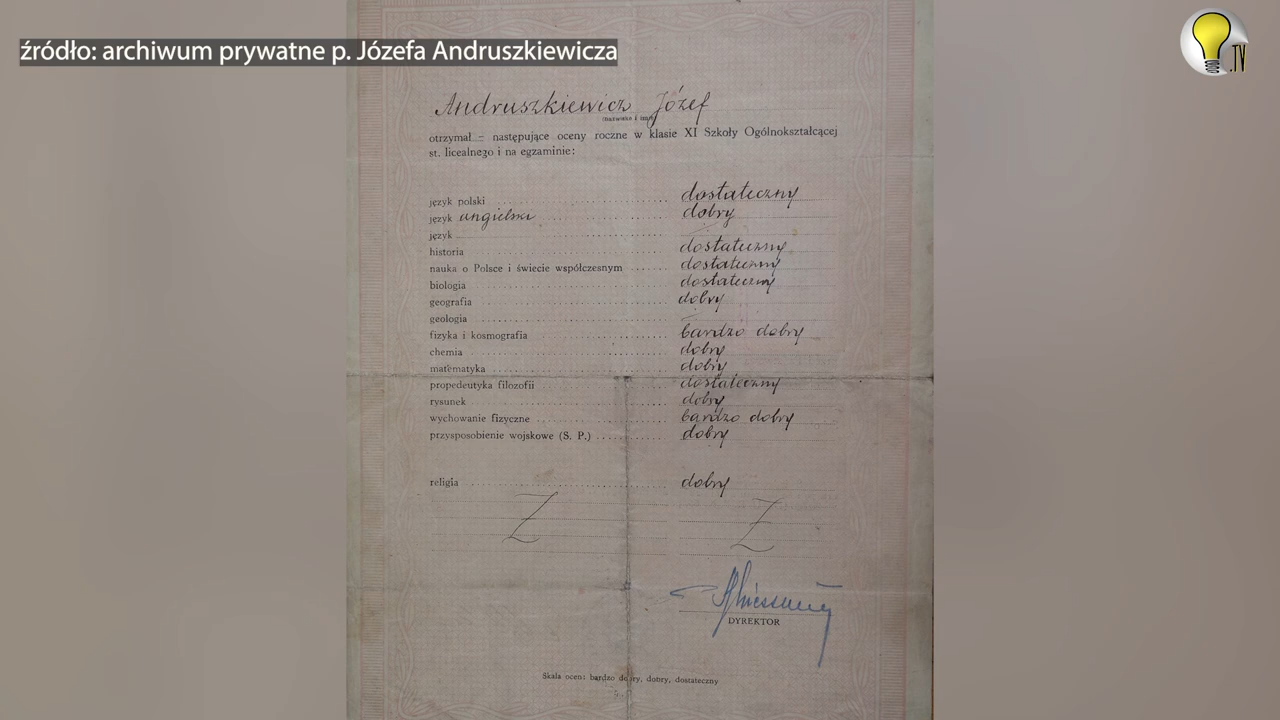 źródło: archiwum prywatne p. Józefa Andruszkiewicza
.TV
Andruszkiewicz Józef
(nazwisko i imię)
otrzymał – następujące oceny roczne w klasie XI Szkoły Ogólnokształcącej
st. licealnego i na egzaminie:
język polski dostateczny
język angielski dobry
język
historia dostateczny
nauka o Polsce i świecie współczesnym dostateczny
biologia dostateczny
geografia dobry
geologia –
fizyka i kosmografia bardzo dobry
chemia dobry
matematyka dobry
propedeutyka filozofii dostateczny
rysunek dobry
wychowanie fizyczne bardzo dobry
przysposobienie wojskowe (S. P.) dobry
religia dobry
Z Z
DYREKTOR
Skala ocen: bardzo dobry, dobry, dostateczny